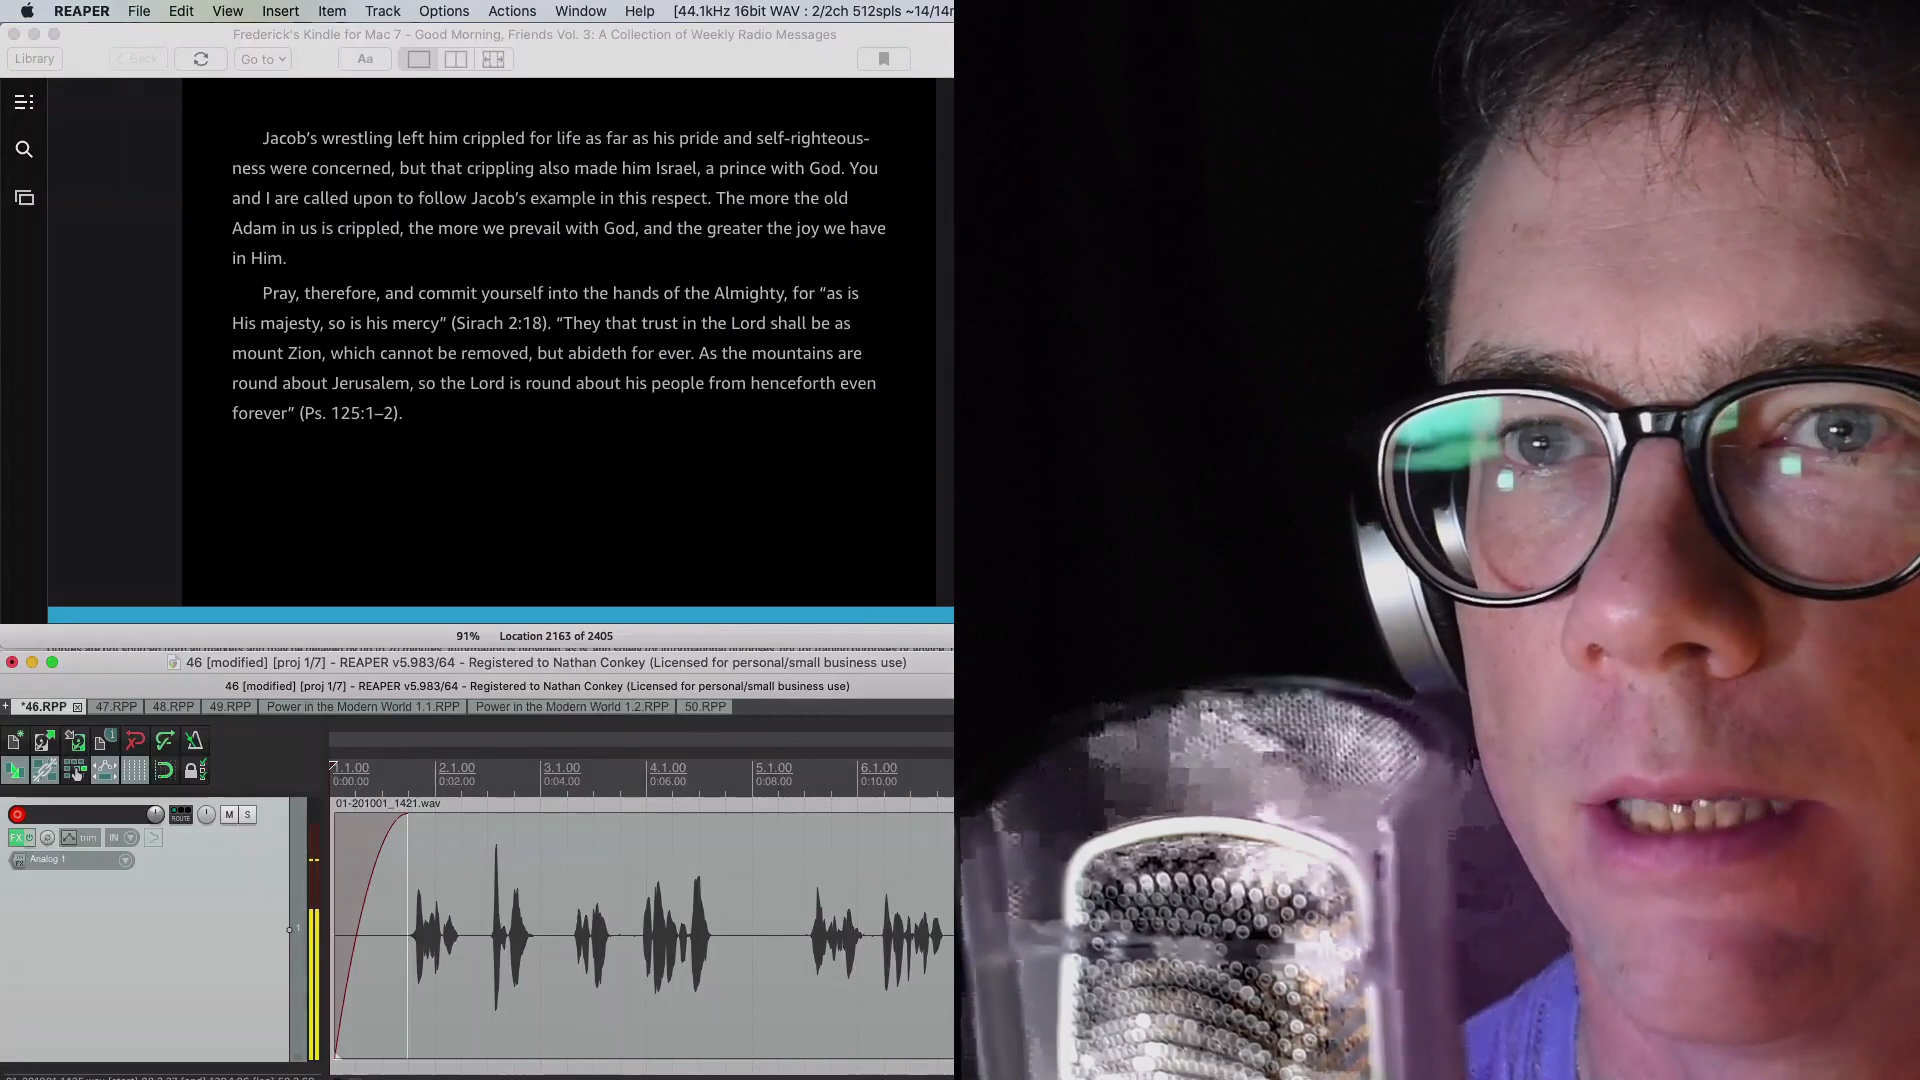 REAPER File Edit View Insert Item Track Options Actions Window Help [44.1kHz 16bit WAV : 2/2ch 512spls ~14/14m
Frederick's Kindle for Mac 7 - Good Morning, Friends Vol. 3: A Collection of Weekly Radio Messages
Library Back Go to Aa
Jacob's wrestling left him crippled for life as far as his pride and self-righteous-
ness were concerned, but that crippling also made him Israel, a prince with God. You
and I are called upon to follow Jacob's example in this respect. The more the old
Adam in us is crippled, the more we prevail with God, and the greater the joy we have
in Him.
Pray, therefore, and commit yourself into the hands of the Almighty, for “as is
His majesty, so is his mercy” (Sirach 2:18). “They that trust in the Lord shall be as
mount Zion, which cannot be removed, but abideth for ever. As the mountains are
round about Jerusalem, so the Lord is round about his people from henceforth even
forever” (Ps. 125:1–2).
91% Location 2163 of 2405
46 [modified] [proj 1/7] - REAPER v5.983/64 - Registered to Nathan Conkey (Licensed for personal/small business use)
46 [modified] [proj 1/7] - REAPER v5.983/64 - Registered to Nathan Conkey (Licensed for personal/small business use)
+ *46.RPP 47.RPP 48.RPP 49.RPP Power in the Modern World 1.1.RPP Power in the Modern World 1.2.RPP 50.RPP
1.1.00 2.1.00 3.1.00 4.1.00 5.1.00 6.1.00
0:00.00 0:02.00 0:04.00 0:06.00 0:08.00 0:10.00
01-201001_1421.wav
ROUTE M S
FX trim IN
IN FX Analog 1
1